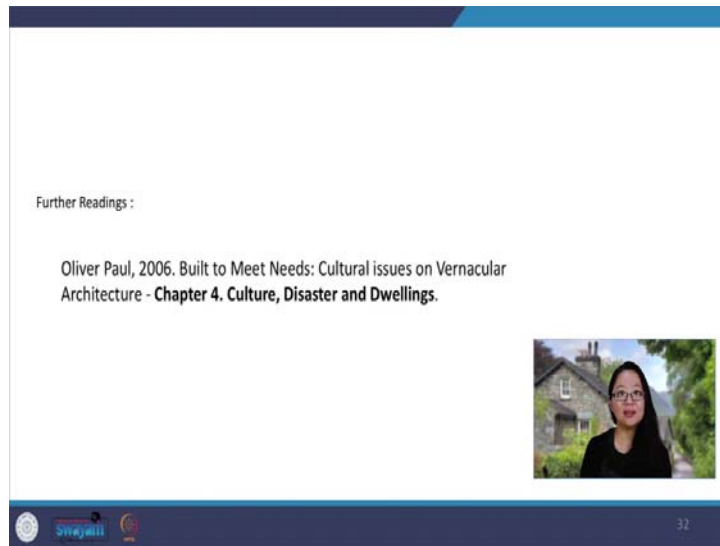 Further Readings :
Oliver Paul, 2006. Built to Meet Needs: Cultural issues on Vernacular
Architecture - Chapter 4. Culture, Disaster and Dwellings.
swayam
32